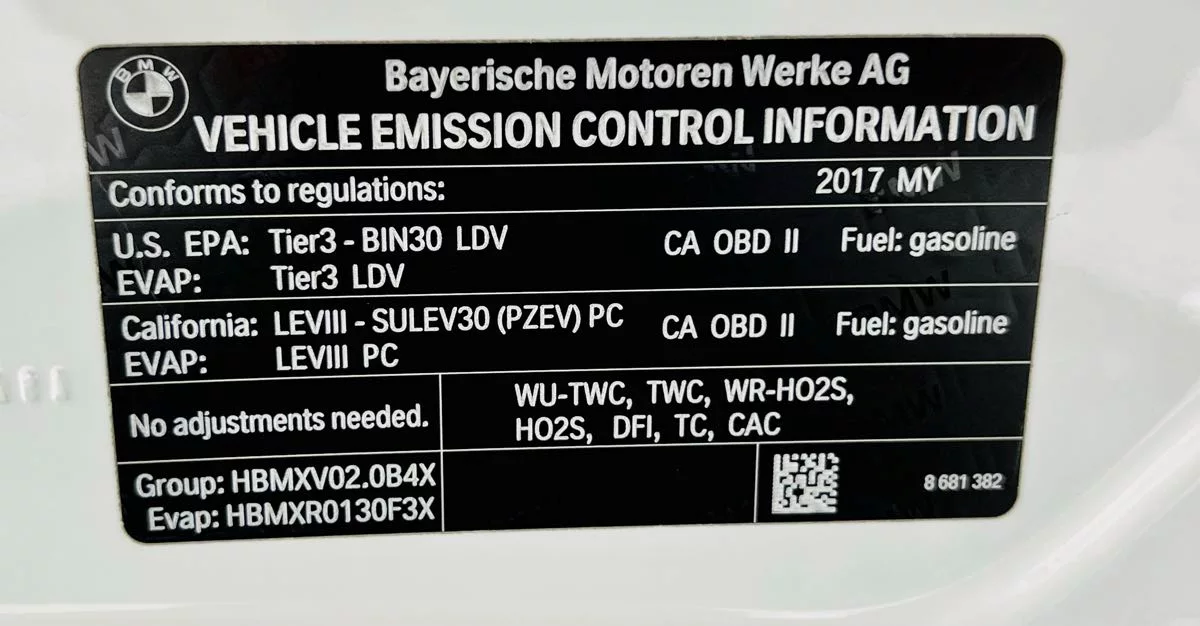 BMW
Bayerische Motoren Werke AG
VEHICLE EMISSION CONTROL INFORMATION
Conforms to regulations: 2017 MY
U.S. EPA: Tier3 - BIN30 LDV CA OBD II Fuel: gasoline
EVAP: Tier3 LDV
California: LEVIII - SULEV30 (PZEV) PC CA OBD II Fuel: gasoline
EVAP: LEVIII PC
No adjustments needed.
WU-TWC, TWC, WR-HO2S,
HO2S, DFI, TC, CAC
Group: HBMXV02.0B4X
Evap: HBMXR0130F3X
8 681 382